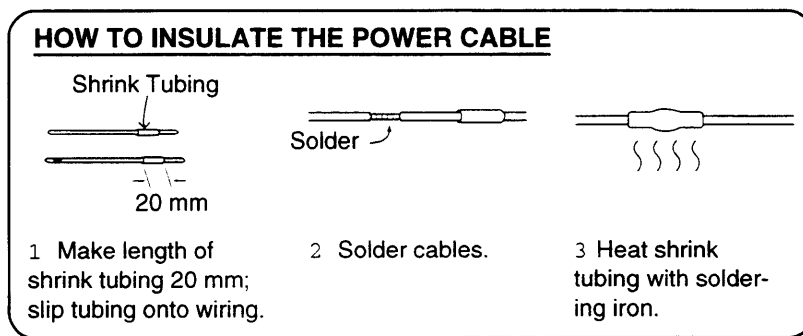 HOW TO INSULATE THE POWER CABLE
Shrink Tubing
20 mm
Solder
1 Make length of
shrink tubing 20 mm;
slip tubing onto wiring.
2 Solder cables.
3 Heat shrink
tubing with solder-
ing iron.